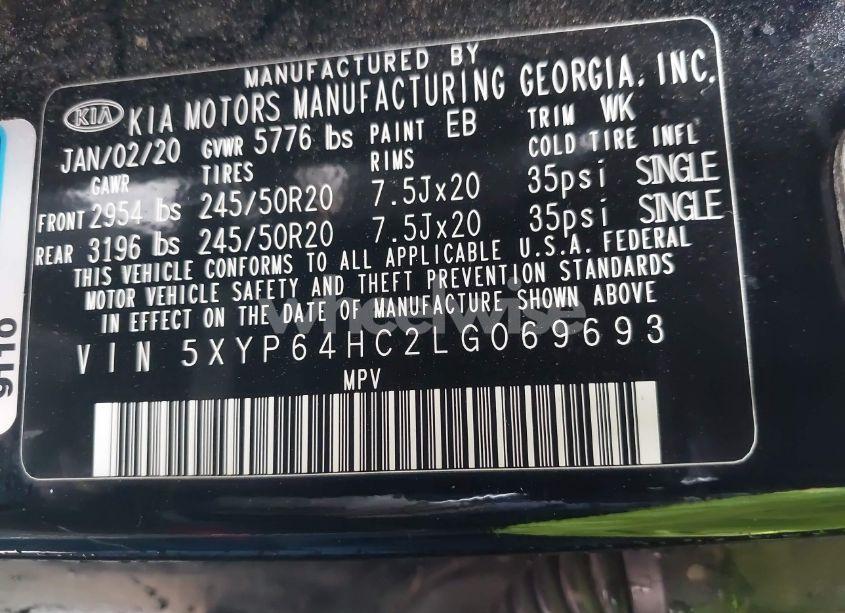 MANUFACTURED BY
KIA KIA MOTORS MANUFACTURING GEORGIA, INC.
JAN/02/20 GVWR 5776 lbs PAINT EB TRIM WK
GAWR TIRES RIMS COLD TIRE INFL
FRONT 2954 lbs 245/50R20 7.5Jx20 35psi SINGLE
REAR 3196 lbs 245/50R20 7.5Jx20 35psi SINGLE
THIS VEHICLE CONFORMS TO ALL APPLICABLE U.S.A. FEDERAL
MOTOR VEHICLE SAFETY AND THEFT PREVENTION STANDARDS
IN EFFECT ON THE DATE OF MANUFACTURE SHOWN ABOVE
wheelwise
VIN 5XYP64HC2LG069693
MPV
9110